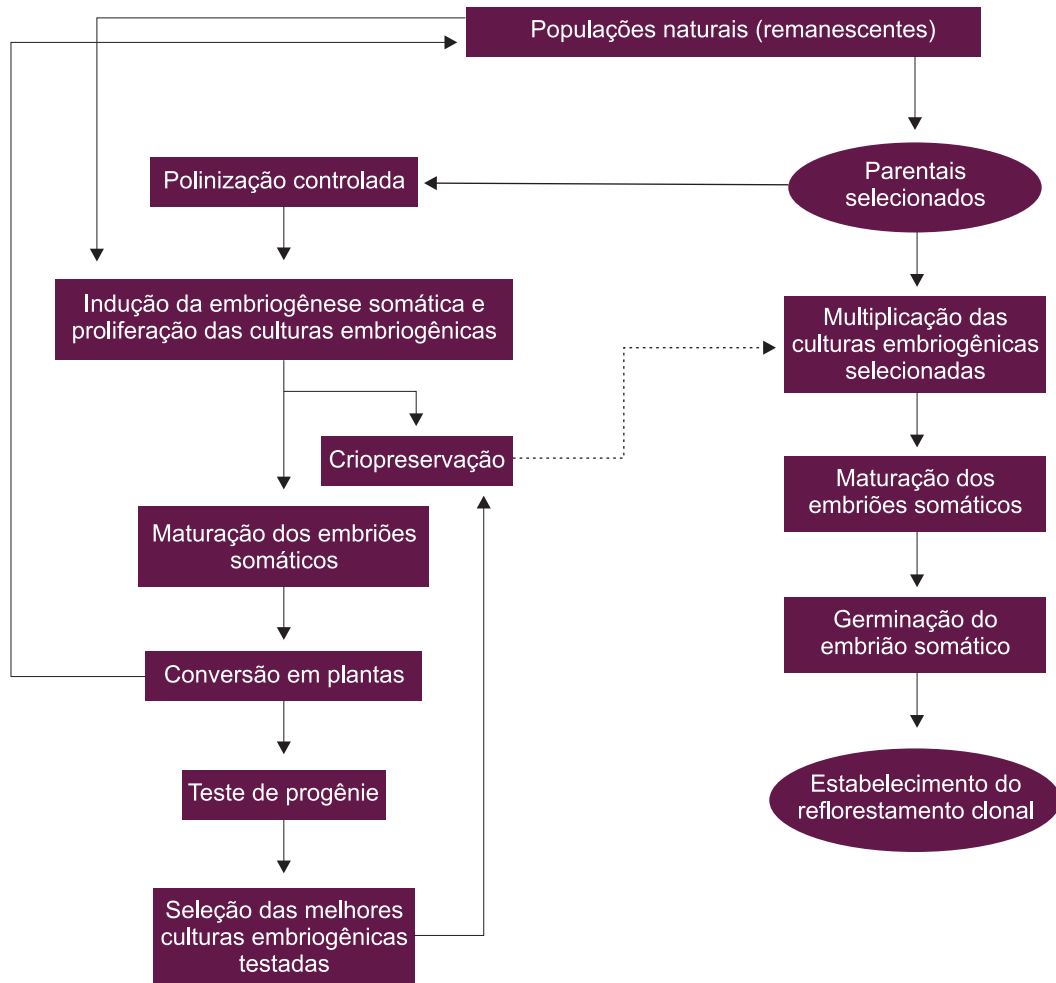 Populações naturais (remanescentes)
Polinização controlada
Parentais
selecionados
Indução da embriogênese somática e
proliferação das culturas embriogênicas
Multiplicação das
culturas embriogênicas
selecionadas
Criopreservação
Maturação dos embriões
somáticos
Maturação dos
embriões somáticos
Conversão em plantas
Germinação do
embrião somático
Teste de progênie
Estabelecimento do
reflorestamento clonal
Seleção das melhores
culturas embriogênicas
testadas